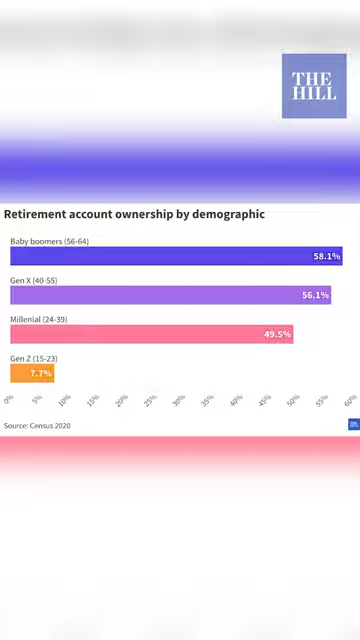 THE
HILL
Retirement account ownership by demographic
Baby boomers (56-64)
58.1%
Gen X (40-55)
56.1%
Millenial (24-39)
49.5%
Gen Z (15-23)
7.7%
0% 5% 10% 15% 20% 25% 30% 35% 40% 45% 50% 55% 60%
Source: Census 2020
THE
HILL